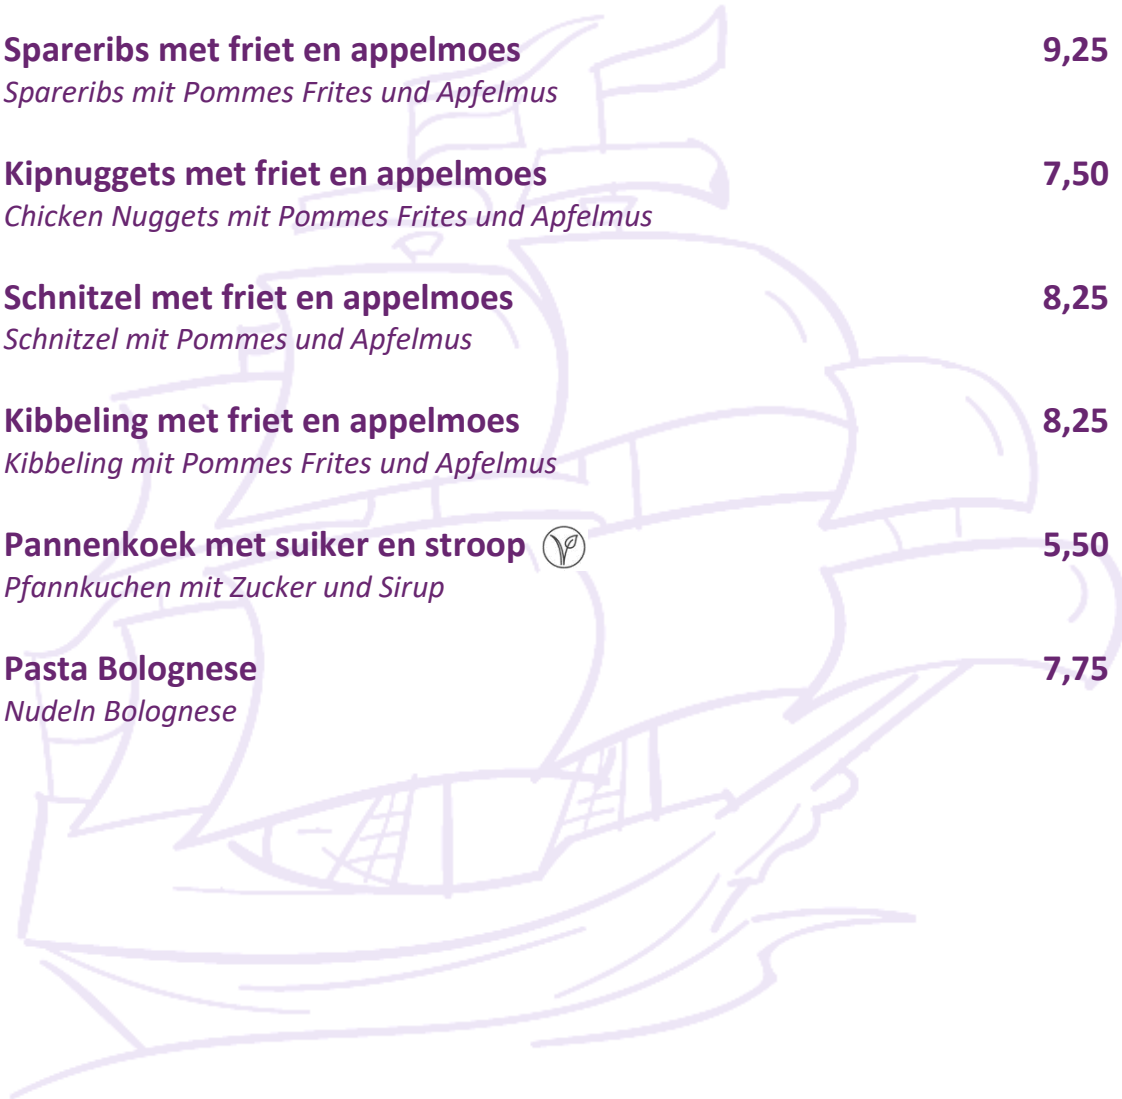 Spareribs met friet en appelmoes 9,25
Spareribs mit Pommes Frites und Apfelmus
Kipnuggets met friet en appelmoes 7,50
Chicken Nuggets mit Pommes Frites und Apfelmus
Schnitzel met friet en appelmoes 8,25
Schnitzel mit Pommes und Apfelmus
Kibbeling met friet en appelmoes 8,25
Kibbeling mit Pommes Frites und Apfelmus
Pannenkoek met suiker en stroop 5,50
Pfannkuchen mit Zucker und Sirup
Pasta Bolognese 7,75
Nudeln Bolognese